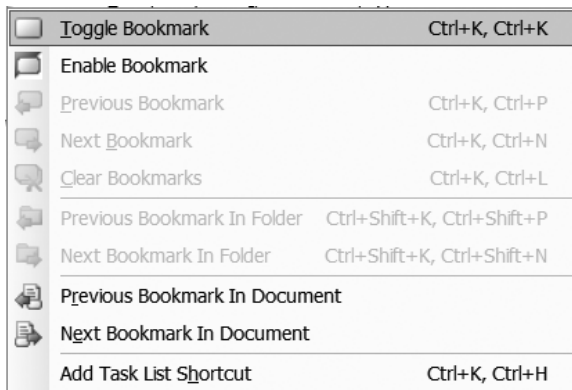 Toggle Bookmark Ctrl+K, Ctrl+K
Enable Bookmark
Previous Bookmark Ctrl+K, Ctrl+P
Next Bookmark Ctrl+K, Ctrl+N
Clear Bookmarks Ctrl+K, Ctrl+L
Previous Bookmark In Folder Ctrl+Shift+K, Ctrl+Shift+P
Next Bookmark In Folder Ctrl+Shift+K, Ctrl+Shift+N
Previous Bookmark In Document
Next Bookmark In Document
Add Task List Shortcut Ctrl+K, Ctrl+H